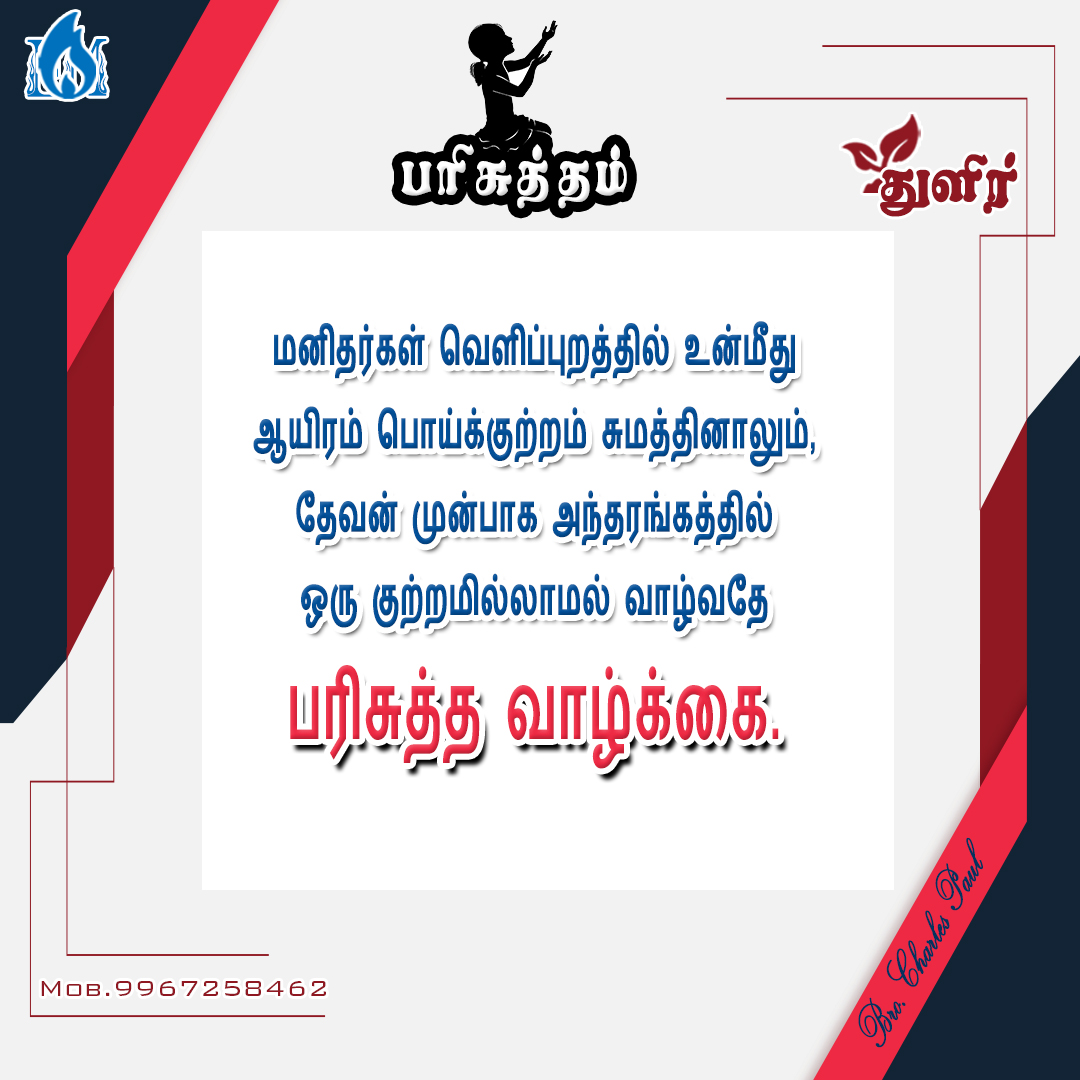 பரிசுத்தம்
துளிர்
மனிதர்கள் வெளிப்புறத்தில் உன்மீது
ஆயிரம் பொய்க்குற்றம் சுமத்தினாலும்,
தேவன் முன்பாக அந்தரங்கத்தில்
ஒரு குற்றமில்லாமல் வாழ்வதே
பரிசுத்த வாழ்க்கை.
Bro. Charles Paul
Mob.9967258462